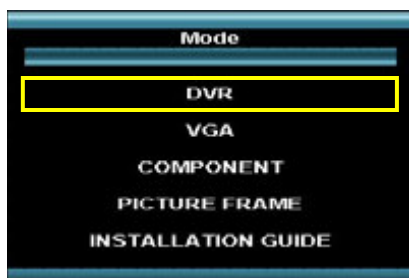 Mode
DVR
VGA
COMPONENT
PICTURE FRAME
INSTALLATION GUIDE